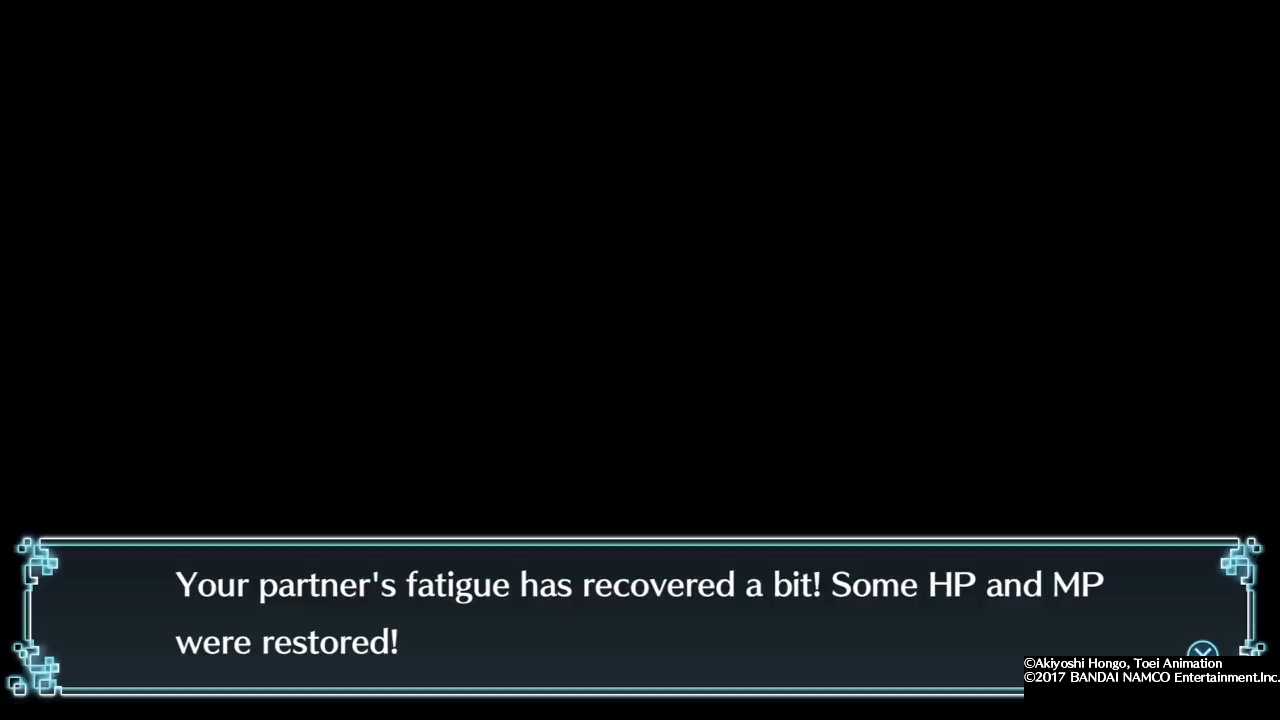 Your partner's fatigue has recovered a bit! Some HP and MP
were restored!
©Akiyoshi Hongo, Toei Animation
©2017 BANDAI NAMCO Entertainment.Inc.